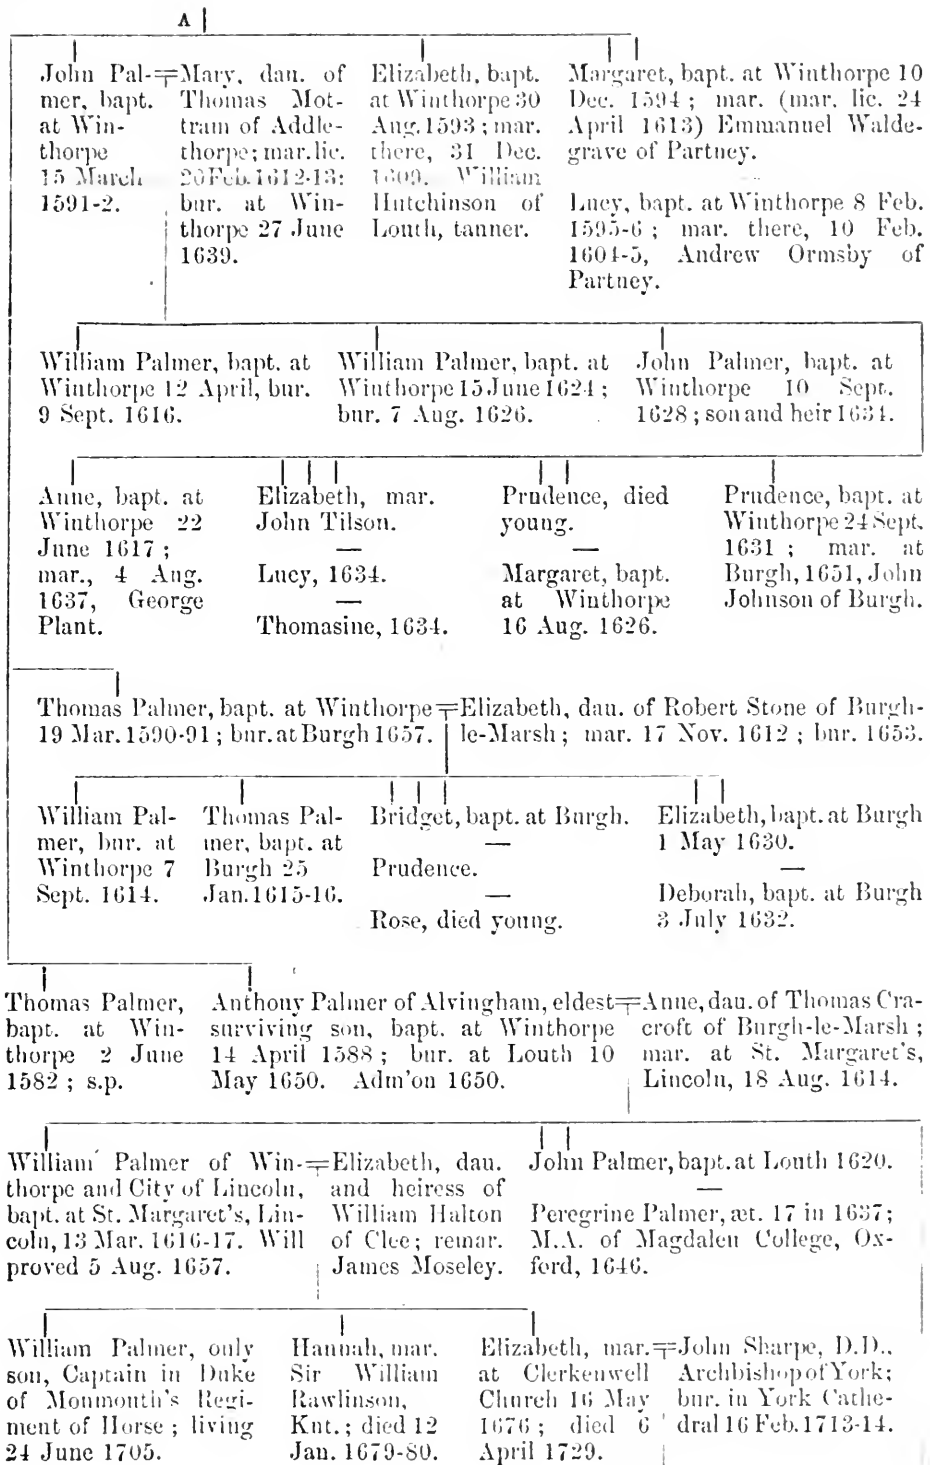 A
John Pal-
mer, bapt.
at Win-
thorpe
15 March
1591-2.
Mary, dau. of
Thomas Mot-
tram of Addle-
thorpe; mar. lic.
26 Feb. 1612-13;
bur. at Win-
thorpe 27 June
1639.
Elizabeth, bapt.
at Winthorpe 30
Aug. 1593; mar.
there, 31 Dec.
1609, William
Hutchinson of
Louth, tanner.
Margaret, bapt. at Winthorpe 10
Dec. 1594; mar. (mar. lic. 24
April 1613) Emmanuel Walde-
grave of Partney.
—
Lucy, bapt. at Winthorpe 8 Feb.
1595-6; mar. there, 10 Feb.
1604-5, Andrew Ormsby of
Partney.
William Palmer, bapt. at
Winthorpe 12 April, bur.
9 Sept. 1616.
William Palmer, bapt. at
Winthorpe 15 June 1624;
bur. 7 Aug. 1626.
John Palmer, bapt. at
Winthorpe 10 Sept.
1628; son and heir 1634.
Anne, bapt. at
Winthorpe 22
June 1617;
mar., 4 Aug.
1637, George
Plant.
Elizabeth, mar.
John Tilson.
—
Lucy, 1634.
—
Thomasine, 1634.
Prudence, died
young.
—
Margaret, bapt.
at Winthorpe
16 Aug. 1626.
Prudence, bapt. at
Winthorpe 24 Sept.
1631; mar. at
Burgh, 1651, John
Johnson of Burgh.
Thomas Palmer, bapt. at Winthorpe
19 Mar. 1590-91; bur. at Burgh 1657.
Elizabeth, dau. of Robert Stone of Burgh-
le-Marsh; mar. 17 Nov. 1612; bur. 1653.
William Pal-
mer, bur. at
Winthorpe 7
Sept. 1614.
Thomas Pal-
mer, bapt. at
Burgh 25
Jan. 1615-16.
Bridget, bapt. at Burgh.
—
Prudence.
—
Rose, died young.
Elizabeth, bapt. at Burgh
1 May 1630.
—
Deborah, bapt. at Burgh
3 July 1632.
Thomas Palmer,
bapt. at Win-
thorpe 2 June
1582; s.p.
Anthony Palmer of Alvingham, eldest
surviving son, bapt. at Winthorpe
14 April 1588; bur. at Louth 10
May 1650. Adm'on 1650.
Anne, dau. of Thomas Cra-
croft of Burgh-le-Marsh;
mar. at St. Margaret's,
Lincoln, 18 Aug. 1614.
William Palmer of Win-
thorpe and City of Lincoln,
bapt. at St. Margaret's, Lin-
coln, 13 Mar. 1616-17. Will
proved 5 Aug. 1657.
Elizabeth, dau.
and heiress of
William Halton
of Clee; remar.
James Moseley.
John Palmer, bapt. at Louth 1620.
—
Peregrine Palmer, æt. 17 in 1637;
M.A. of Magdalen College, Ox-
ford, 1646.
William Palmer, only
son, Captain in Duke
of Monmouth's Regi-
ment of Horse; living
24 June 1705.
Hannah, mar.
Sir William
Rawlinson,
Knt.; died 12
Jan. 1679-80.
Elizabeth, mar.
at Clerkenwell
Church 16 May
1676; died 6
April 1729.
John Sharpe, D.D.,
Archbishop of York;
bur. in York Cathe-
dral 16 Feb. 1713-14.